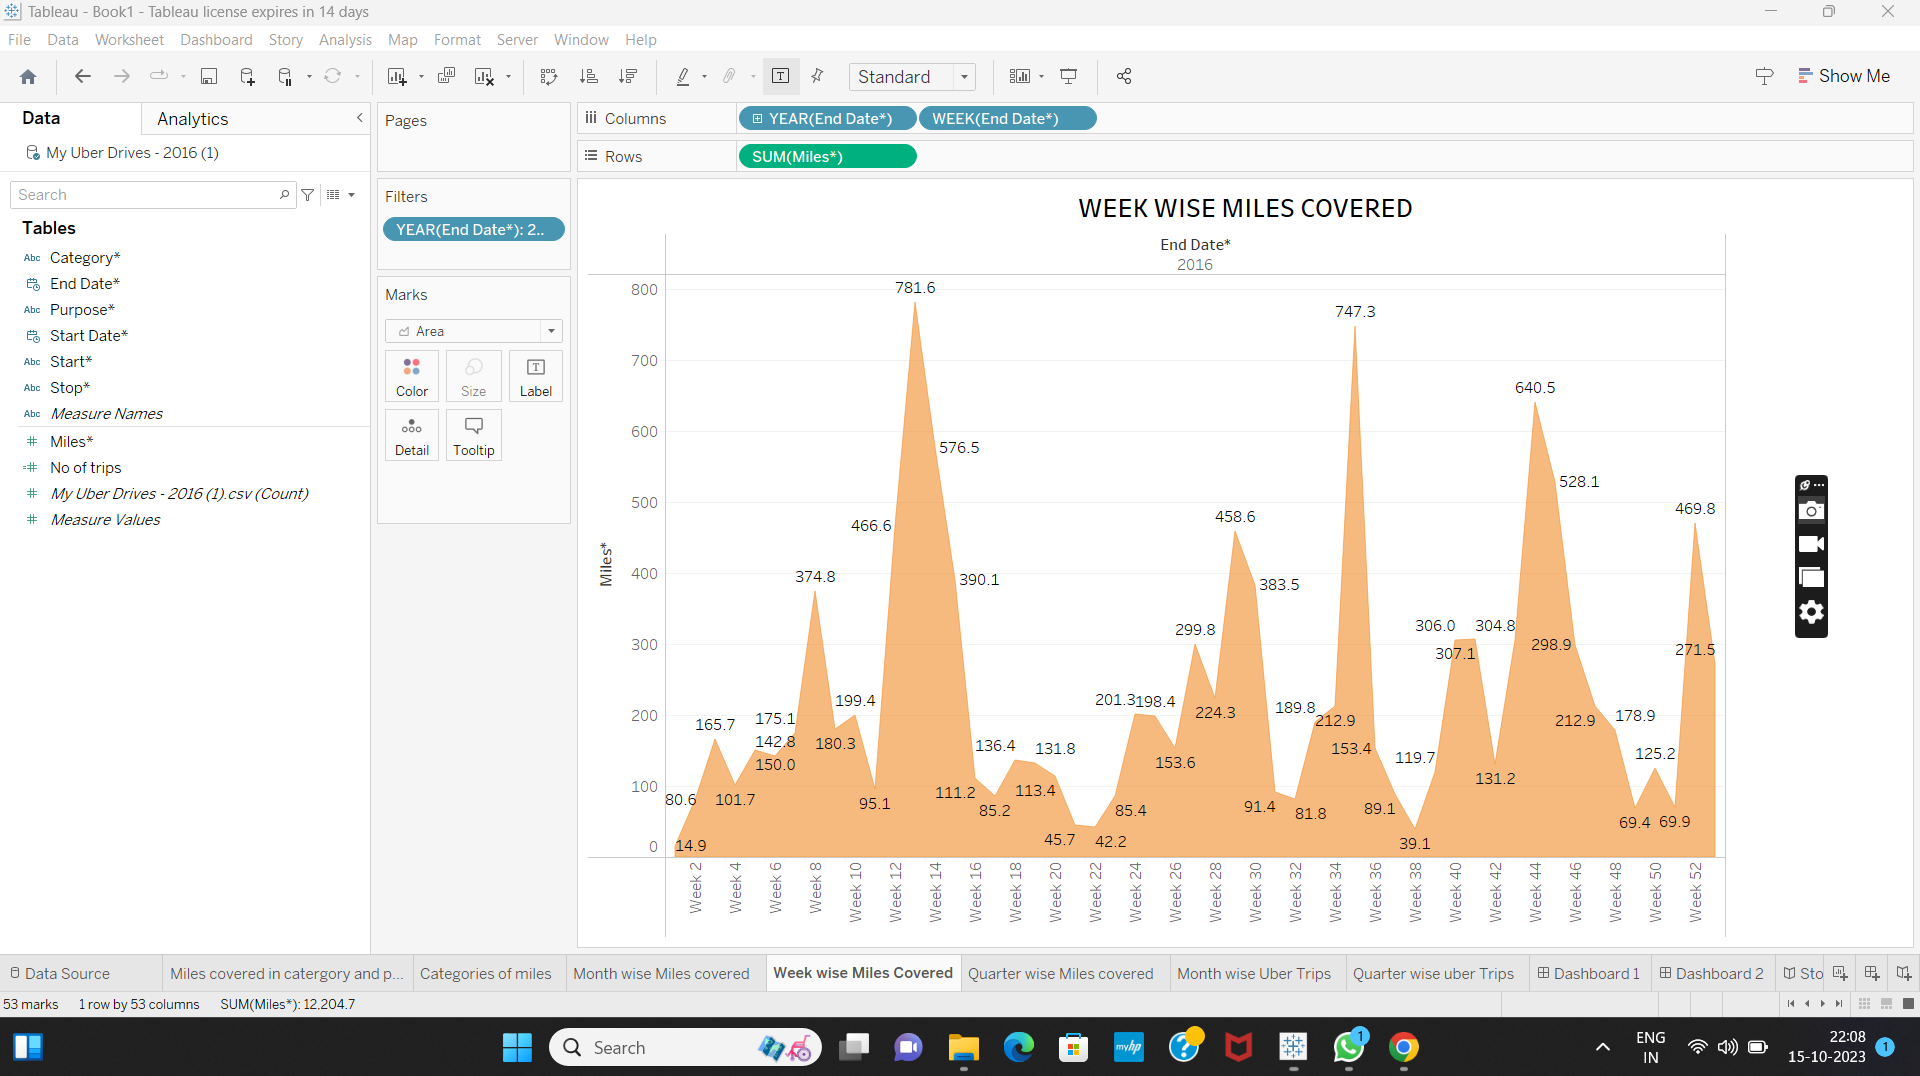 Tableau - Book1 - Tableau license expires in 14 days
File Data Worksheet Dashboard Story Analysis Map Format Server Window Help
Standard
Show Me
Data Analytics
My Uber Drives - 2016 (1)
Search
Tables
Abc Category*
End Date*
Abc Purpose*
Start Date*
Abc Start*
Abc Stop*
Abc Measure Names
# Miles*
=# No of trips
# My Uber Drives - 2016 (1).csv (Count)
# Measure Values
Pages
Filters
YEAR(End Date*): 2..
Marks
Area
Color Size Label
Detail Tooltip
Columns YEAR(End Date*) WEEK(End Date*)
Rows SUM(Miles*)
WEEK WISE MILES COVERED
End Date*
2016
Miles*
800
700
600
500
400
300
200
100
0
14.9
80.6
165.7
101.7
150.0
142.8
175.1
374.8
180.3
199.4
95.1
466.6
781.6
576.5
390.1
111.2
85.2
136.4
131.8
113.4
45.7
42.2
85.4
201.3
198.4
153.6
299.8
224.3
458.6
383.5
91.4
81.8
189.8
212.9
747.3
153.4
89.1
39.1
119.7
306.0
307.1
131.2
304.8
640.5
528.1
298.9
212.9
178.9
69.4
125.2
69.9
469.8
271.5
Week 2
Week 4
Week 6
Week 8
Week 10
Week 12
Week 14
Week 16
Week 18
Week 20
Week 22
Week 24
Week 26
Week 28
Week 30
Week 32
Week 34
Week 36
Week 38
Week 40
Week 42
Week 44
Week 46
Week 48
Week 50
Week 52
Data Source Miles covered in catergory and p... Categories of miles Month wise Miles covered Week wise Miles Covered Quarter wise Miles covered Month wise Uber Trips Quarter wise uber Trips Dashboard 1 Dashboard 2 Sto
53 marks 1 row by 53 columns SUM(Miles*): 12,204.7
Search
myhp
1
ENG
IN
22:08
15-10-2023
1